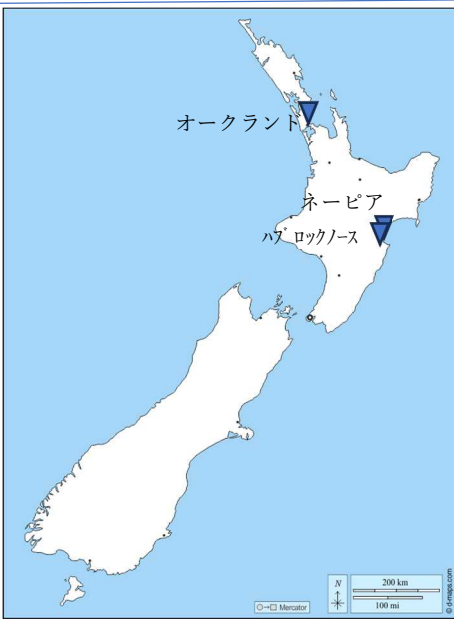 オークランド
ネーピア
ハブロックノース
N
200 km
100 mi
○→□ Mercator
© d-maps.com